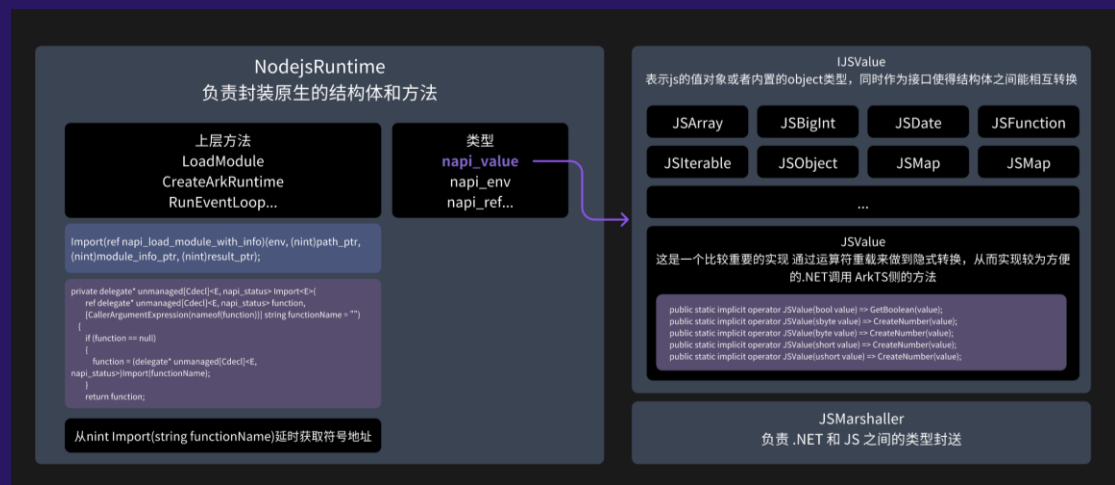 NodejsRuntime
负责封装原生的结构体和方法
上层方法
LoadModule
CreateArkRuntime
RunEventLoop...
类型
napi_value
napi_env
napi_ref...
Import(ref napi_load_module_with_info)(env, (nint)path_ptr,
(nint)module_info_ptr, (nint)result_ptr);
private delegate* unmanaged[Cdecl]<E, napi_status> Import<E>(
ref delegate* unmanaged[Cdecl]<E, napi_status> function,
[CallerArgumentExpression(nameof(function))] string functionName = "")
{
if (function == null)
{
function = (delegate* unmanaged[Cdecl]<E,
napi_status>)Import(functionName);
}
return function;
从nint Import(string functionName)延时获取符号地址
IJSValue
表示js的值对象或者内置的object类型，同时作为接口使得结构体之间能相互转换
JSArray
JSBigInt
JSDate
JSFunction
JSIterable
JSObject
JSMap
JSMap
...
JSValue
这是一个比较重要的实现 通过运算符重载来做到隐式转换，从而实现较为方便
的.NET调用 ArkTS侧的方法
public static implicit operator JSValue(bool value) => GetBoolean(value);
public static implicit operator JSValue(sbyte value) => CreateNumber(value);
public static implicit operator JSValue(byte value) => CreateNumber(value);
public static implicit operator JSValue(short value) => CreateNumber(value);
public static implicit operator JSValue(ushort value) => CreateNumber(value);
JSMarshaller
负责 .NET 和 JS 之间的类型封送